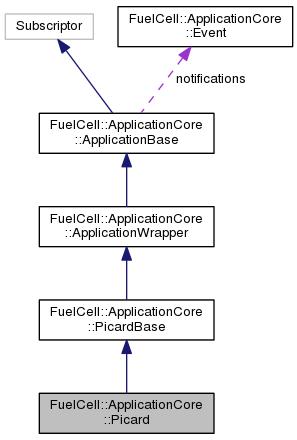 Subscriptor
FuelCell::ApplicationCore
::Event
notifications
FuelCell::ApplicationCore
::ApplicationBase
FuelCell::ApplicationCore
::ApplicationWrapper
FuelCell::ApplicationCore
::PicardBase
FuelCell::ApplicationCore
::Picard